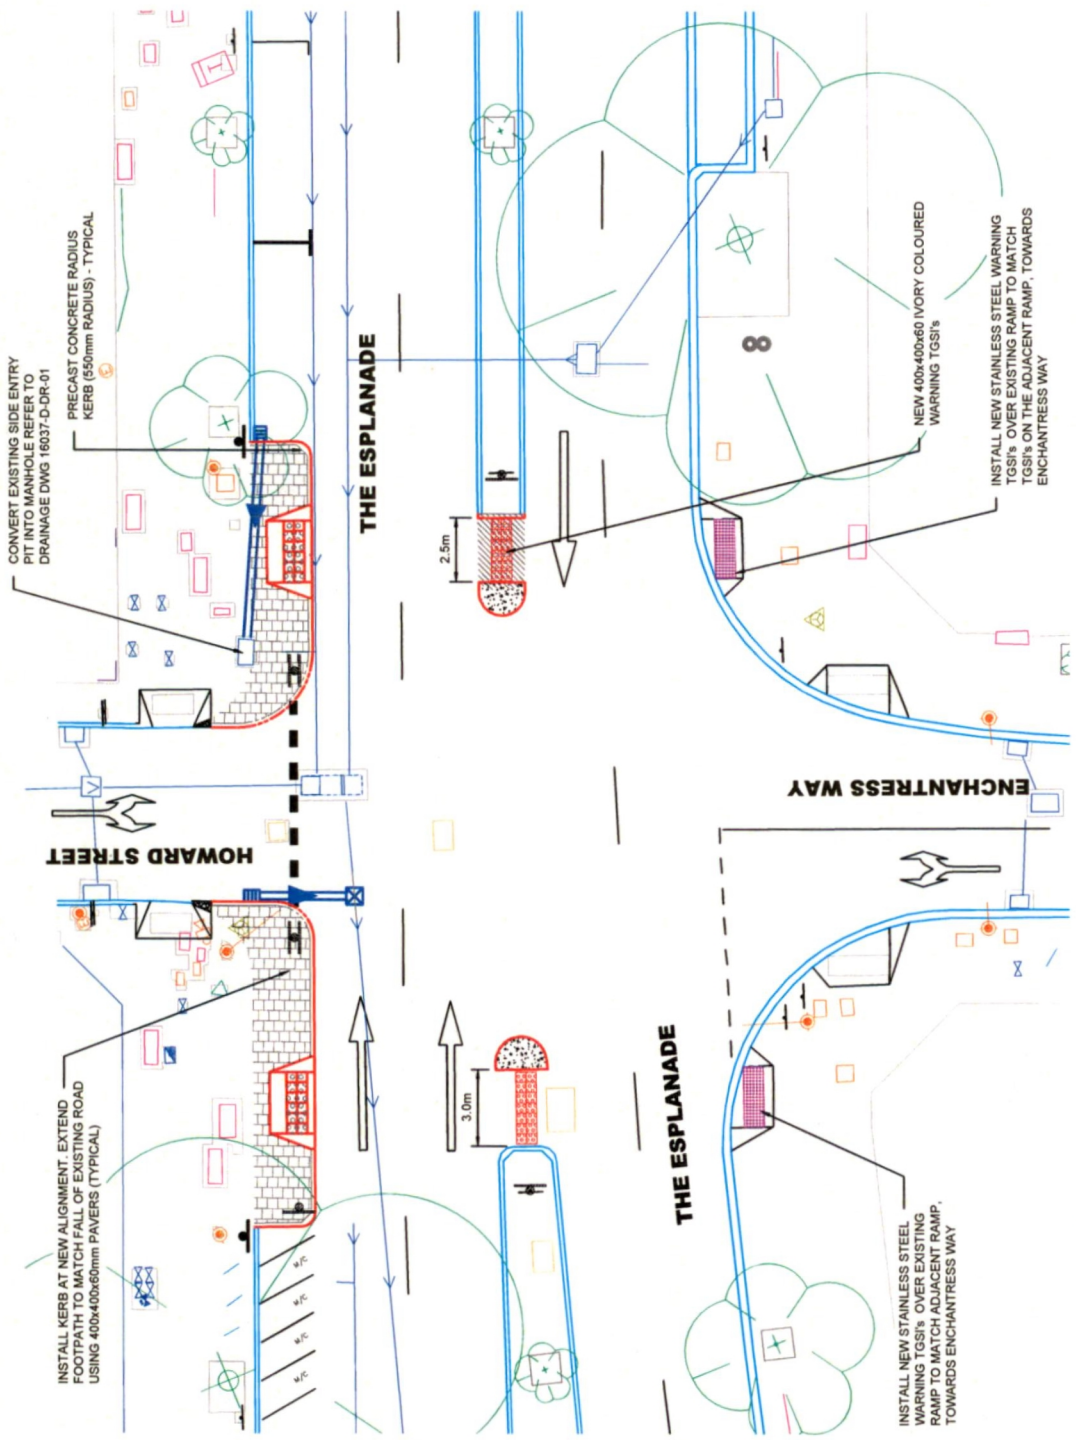 CONVERT EXISTING SIDE ENTRY
PIT INTO MANHOLE REFER TO
DRAINAGE DWG 16037-D-DR-01
PRECAST CONCRETE RADIUS
KERB (550mm RADIUS) - TYPICAL
INSTALL KERB AT NEW ALIGNMENT. EXTEND
FOOTPATH TO MATCH FALL OF EXISTING ROAD
USING 400x400x60mm PAVERS (TYPICAL)
HOWARD STREET
THE ESPLANADE
M/C
M/C
M/C
M/C
3.0m
2.5m
THE ESPLANADE
ENCHANTRESS WAY
8
NEW 400x400x60 IVORY COLOURED
WARNING TGSI's
INSTALL NEW STAINLESS STEEL WARNING
TGSI's OVER EXISTING RAMP TO MATCH
TGSI's ON THE ADJACENT RAMP, TOWARDS
ENCHANTRESS WAY
INSTALL NEW STAINLESS STEEL
WARNING TGSI's OVER EXISTING
RAMP TO MATCH ADJACENT RAMP,
TOWARDS ENCHANTRESS WAY